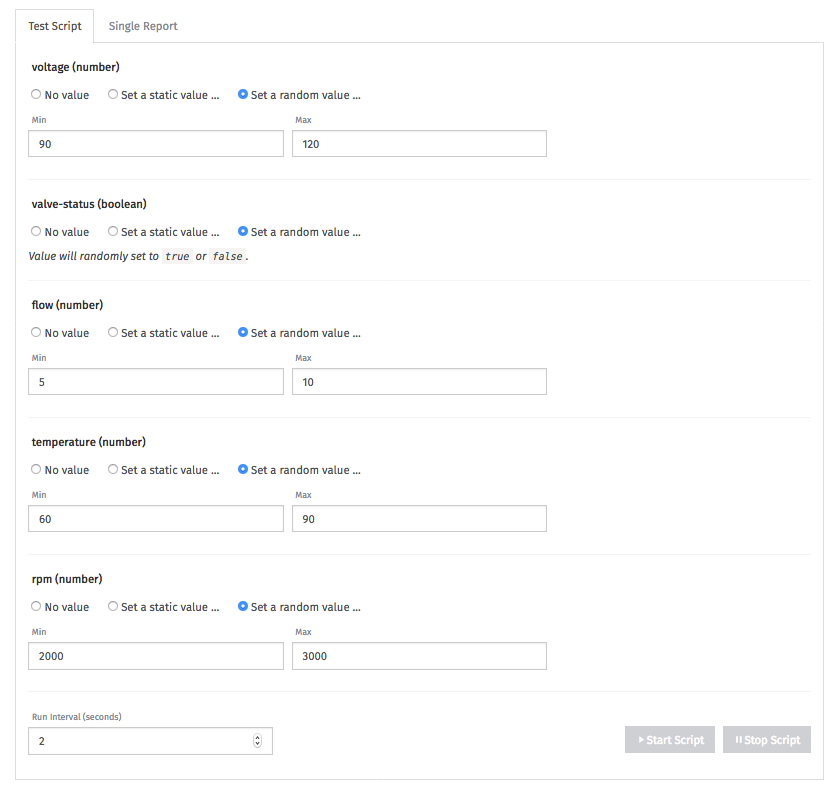 Test Script Single Report
voltage (number)
No value Set a static value ... Set a random value ...
Min Max
90 120
valve-status (boolean)
No value Set a static value ... Set a random value ...
Value will randomly set to true or false.
flow (number)
No value Set a static value ... Set a random value ...
Min Max
5 10
temperature (number)
No value Set a static value ... Set a random value ...
Min Max
60 90
rpm (number)
No value Set a static value ... Set a random value ...
Min Max
2000 3000
Run Interval (seconds)
2 Start Script Stop Script